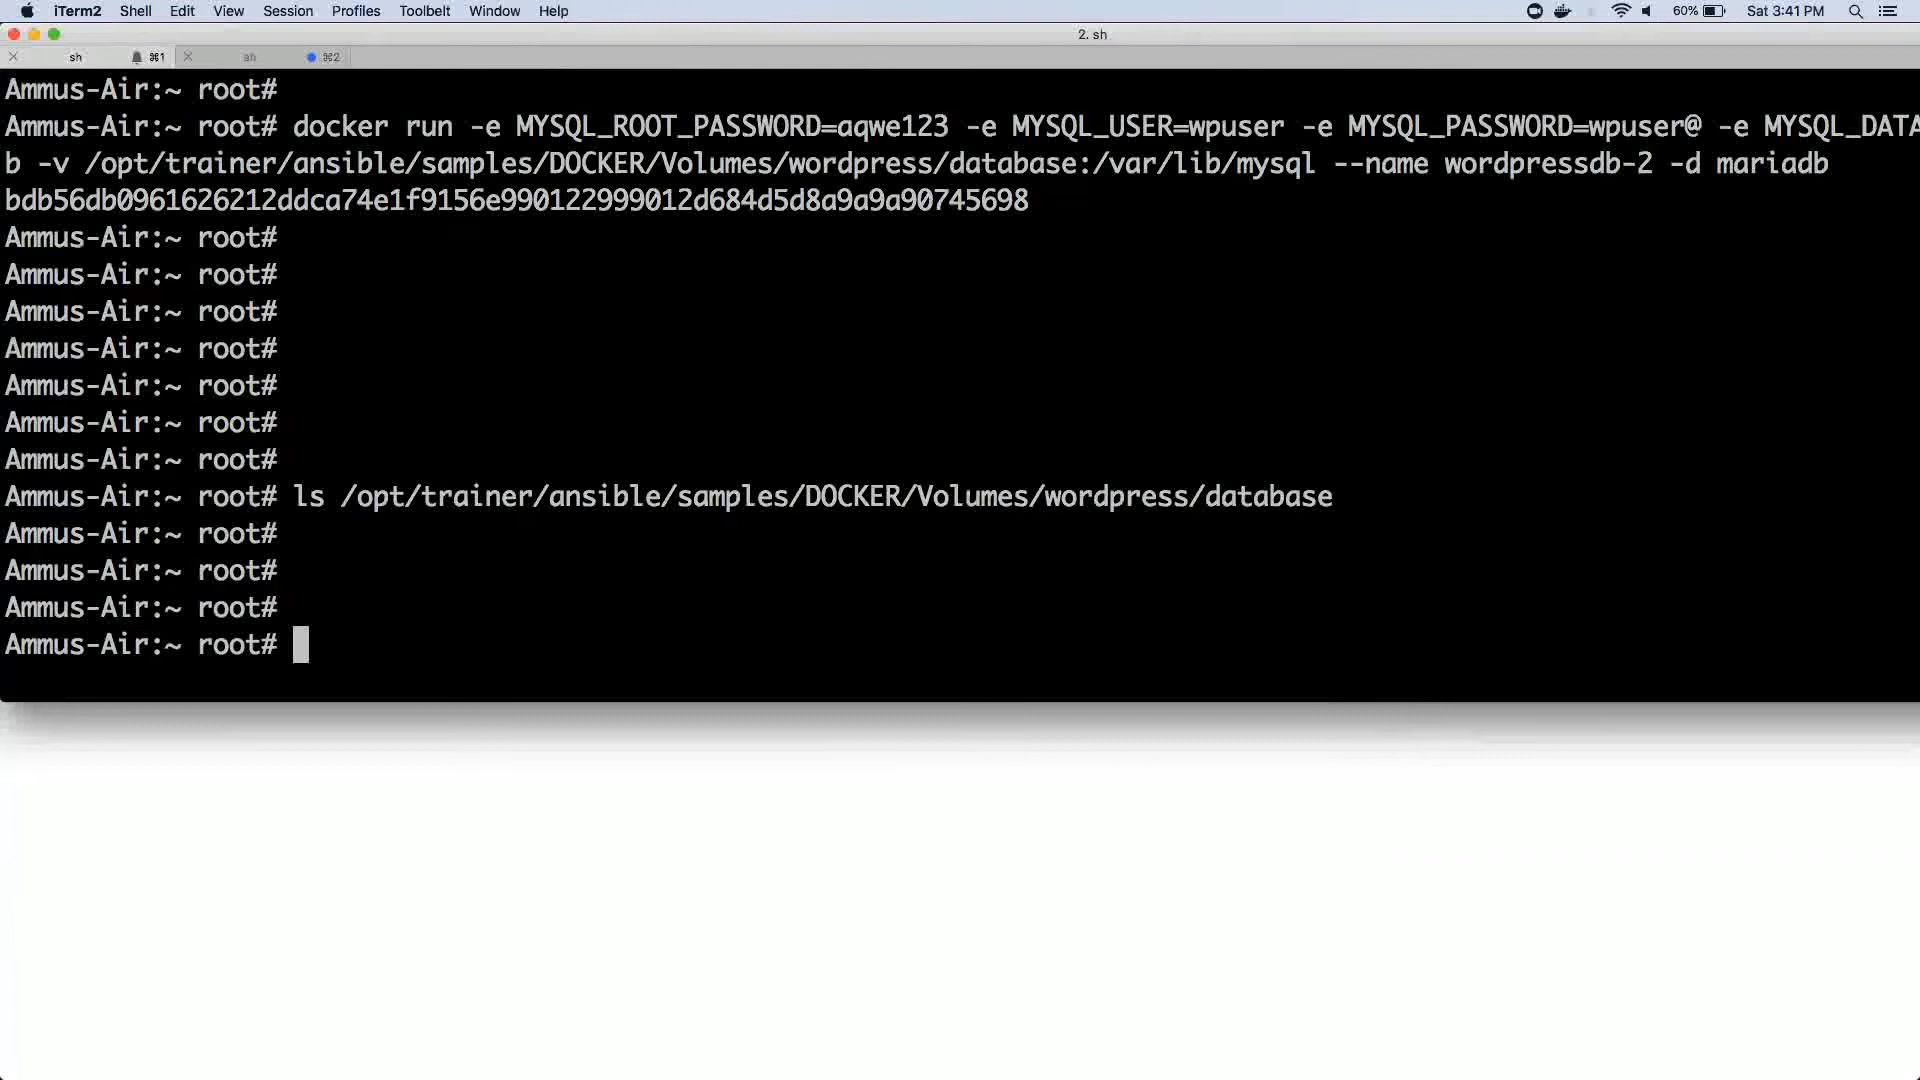 iTerm2 Shell Edit View Session Profiles Toolbelt Window Help 60% Sat 3:41 PM
2. sh
sh ⌘1 sh ⌘2
Ammus-Air:~ root#
Ammus-Air:~ root# docker run -e MYSQL_ROOT_PASSWORD=aqwe123 -e MYSQL_USER=wpuser -e MYSQL_PASSWORD=wpuser@ -e MYSQL_DATA
b -v /opt/trainer/ansible/samples/DOCKER/Volumes/wordpress/database:/var/lib/mysql --name wordpressdb-2 -d mariadb
bdb56db0961626212ddca74e1f9156e990122999012d684d5d8a9a9a90745698
Ammus-Air:~ root#
Ammus-Air:~ root#
Ammus-Air:~ root#
Ammus-Air:~ root#
Ammus-Air:~ root#
Ammus-Air:~ root#
Ammus-Air:~ root#
Ammus-Air:~ root# ls /opt/trainer/ansible/samples/DOCKER/Volumes/wordpress/database
Ammus-Air:~ root#
Ammus-Air:~ root#
Ammus-Air:~ root#
Ammus-Air:~ root#